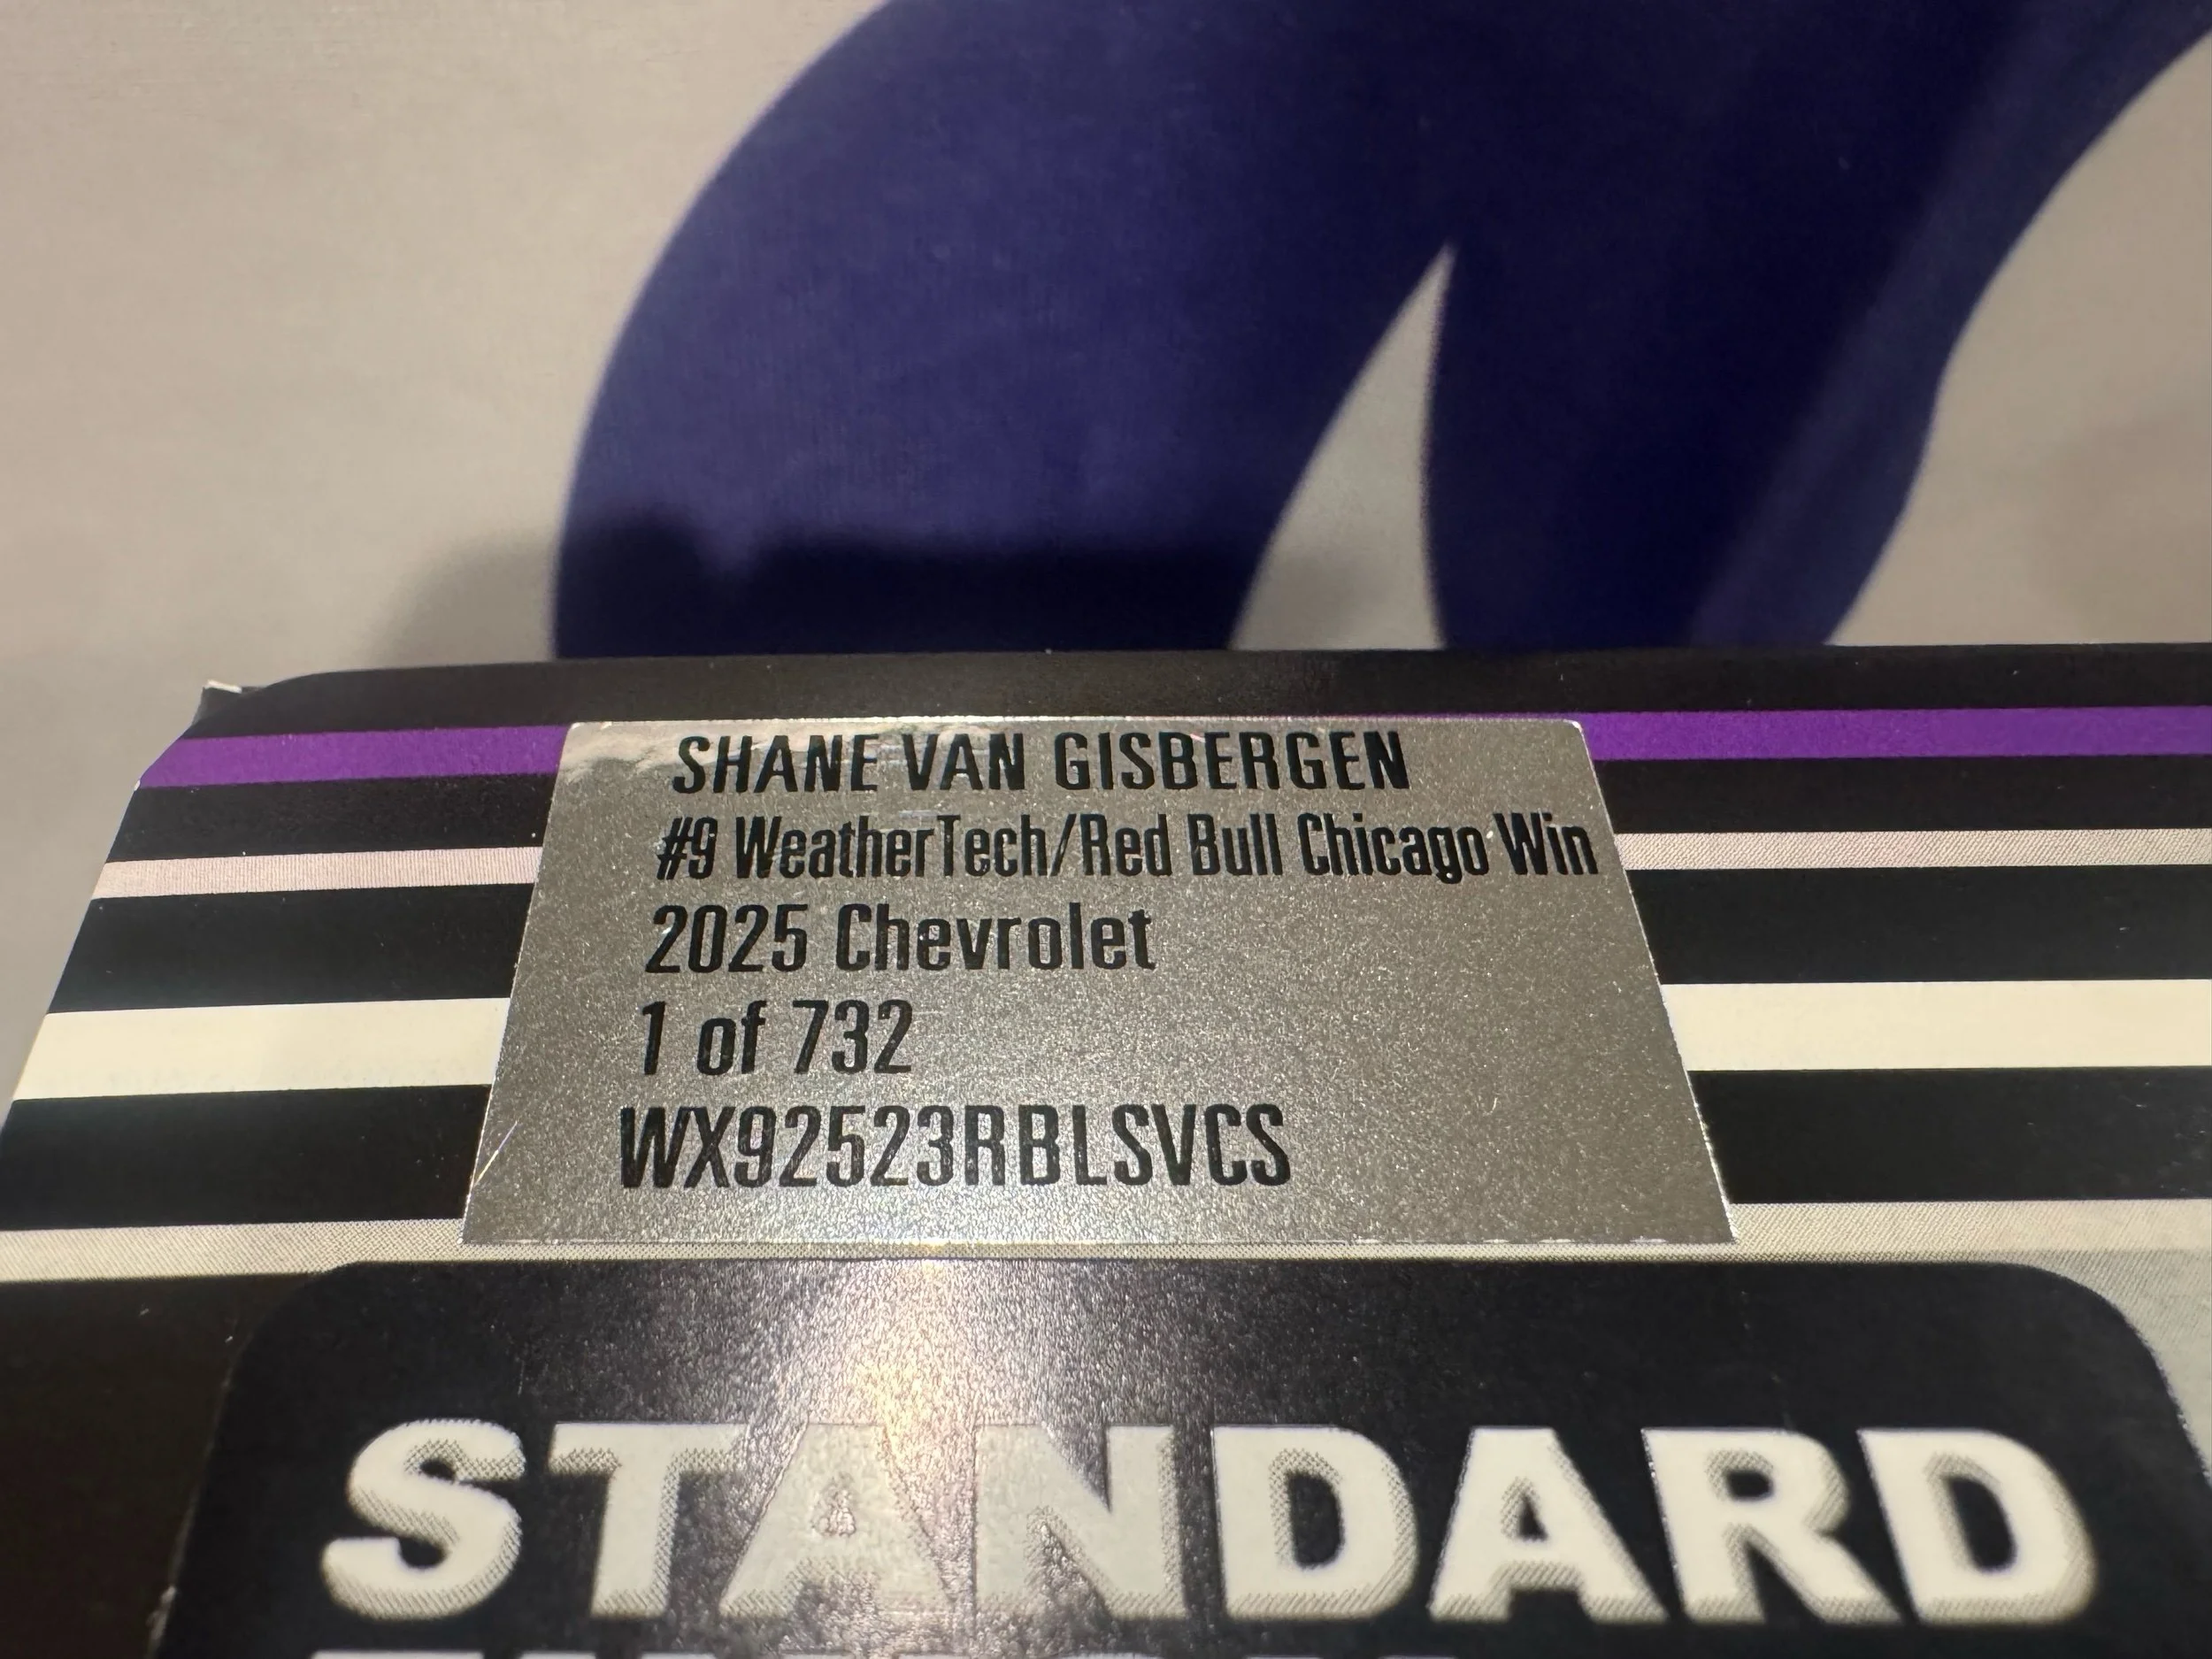 SHANE VAN GISBERGEN
#9 WeatherTech/Red Bull Chicago Win
2025 Chevrolet
1 of 732
WX92523RBLSVCS
STANDARD